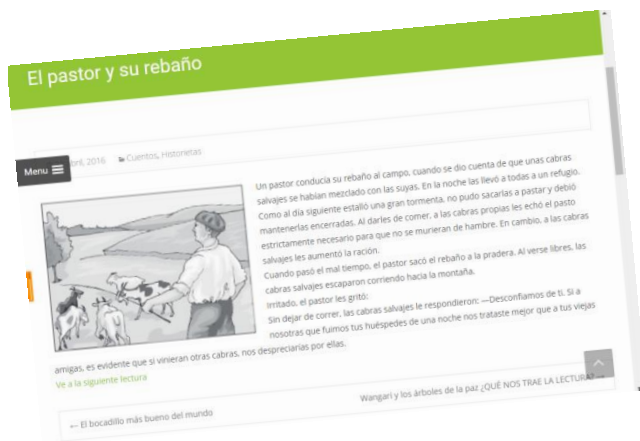 El pastor y su rebaño
bril, 2016 Cuentos, Historietas
Menu
Un pastor conducia su rebaño al campo, cuando se dio cuenta de que unas cabras
salvajes se habían mezclado con las suyas. En la noche las llevó a todas a un refugio.
Como al día siguiente estalló una gran tormenta, no pudo sacarlas a pastar y debió
mantenerlas encerradas. Al darles de comer, a las cabras propias les echó el pasto
estrictamente necesario para que no se murieran de hambre. En cambio, a las cabras
salvajes les aumentó la ración.
Cuando pasó el mal tiempo, el pastor sacó el rebaño a la pradera. Al verse libres, las
cabras salvajes escaparon corriendo hacia la montaña.
Irritado, el pastor les gritó:
Sin dejar de correr, las cabras salvajes le respondieron: —Desconfiamos de ti. Si a
nosotras que fuimos tus huéspedes de una noche nos trataste mejor que a tus viejas
amigas, es evidente que si vinieran otras cabras, nos despreciarías por ellas.
Ve a la siguiente lectura
← El bocadillo más bueno del mundo
Wangari y los árboles de la paz ¿QUÉ NOS TRAE LA LECTURA? →